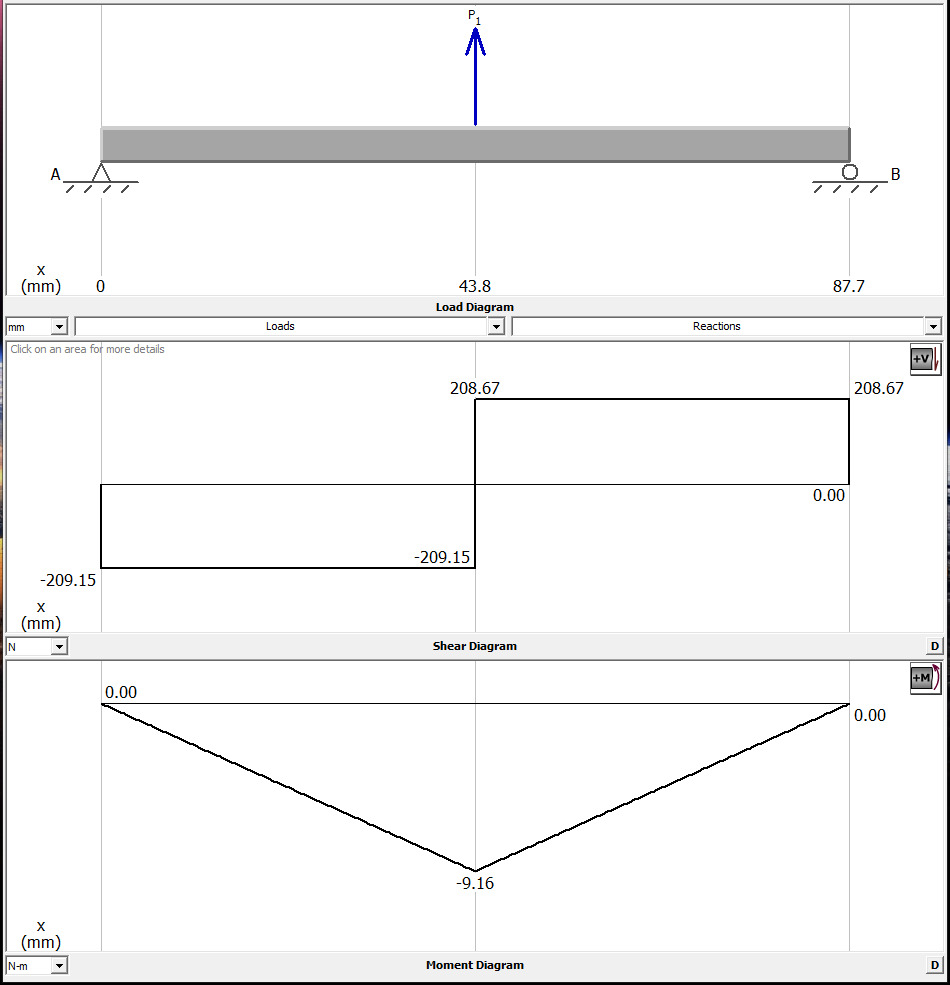 P1
A
B
x
(mm)
0
43.8
87.7
Load Diagram
mm
Loads
Reactions
Click on an area for more details
+V
208.67
208.67
0.00
-209.15
-209.15
x
(mm)
N
Shear Diagram
D
+M
0.00
0.00
-9.16
x
(mm)
N-m
Moment Diagram
D